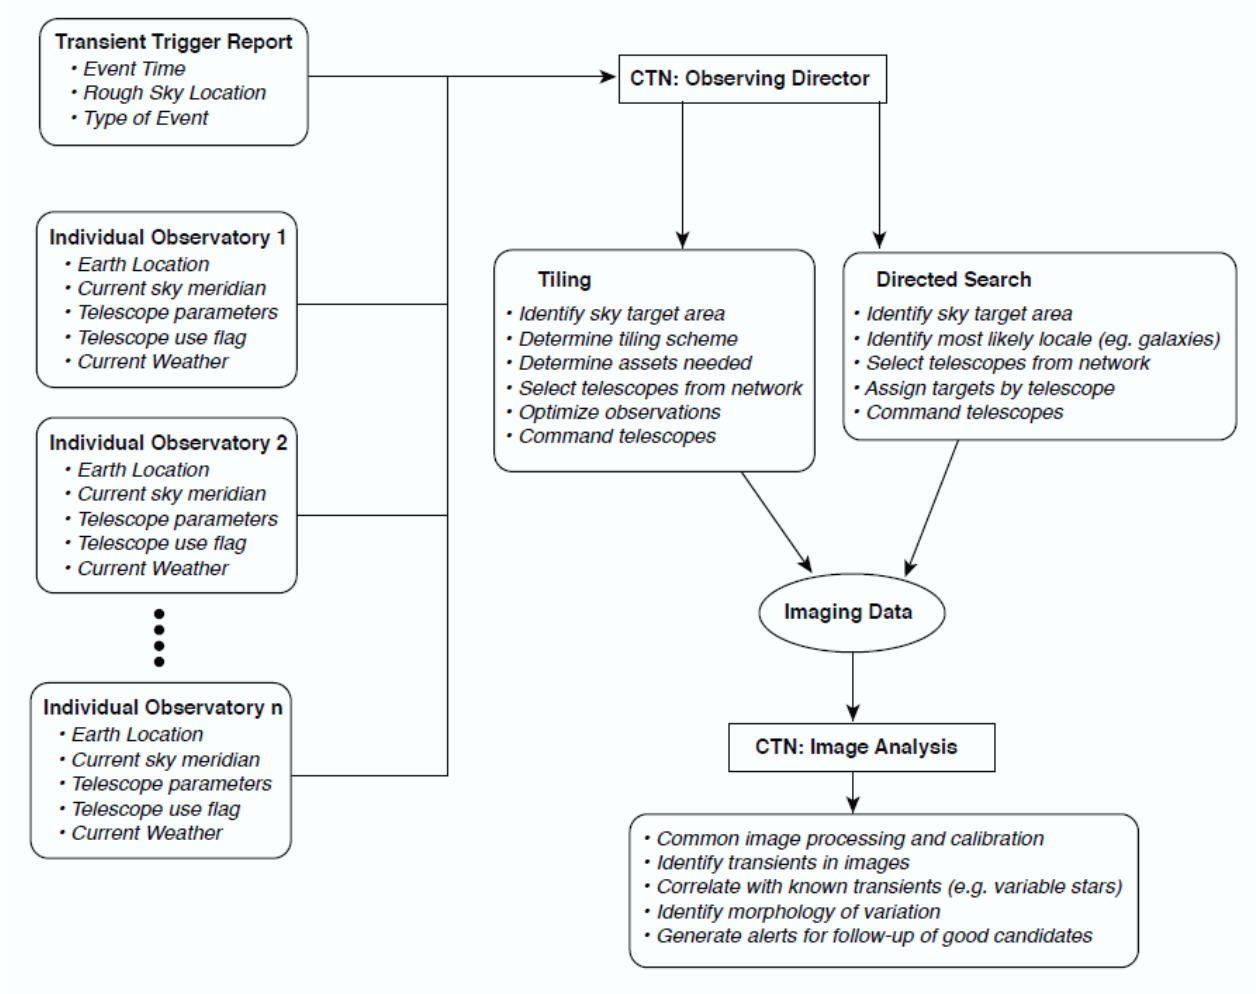 Transient Trigger Report
• Event Time
• Rough Sky Location
• Type of Event
CTN: Observing Director
Individual Observatory 1
• Earth Location
• Current sky meridian
• Telescope parameters
• Telescope use flag
• Current Weather
Individual Observatory 2
• Earth Location
• Current sky meridian
• Telescope parameters
• Telescope use flag
• Current Weather
Individual Observatory n
• Earth Location
• Current sky meridian
• Telescope parameters
• Telescope use flag
• Current Weather
Tiling
• Identify sky target area
• Determine tiling scheme
• Determine assets needed
• Select telescopes from network
• Optimize observations
• Command telescopes
Directed Search
• Identify sky target area
• Identify most likely locale (eg. galaxies)
• Select telescopes from network
• Assign targets by telescope
• Command telescopes
Imaging Data
CTN: Image Analysis
• Common image processing and calibration
• Identify transients in images
• Correlate with known transients (e.g. variable stars)
• Identify morphology of variation
• Generate alerts for follow-up of good candidates